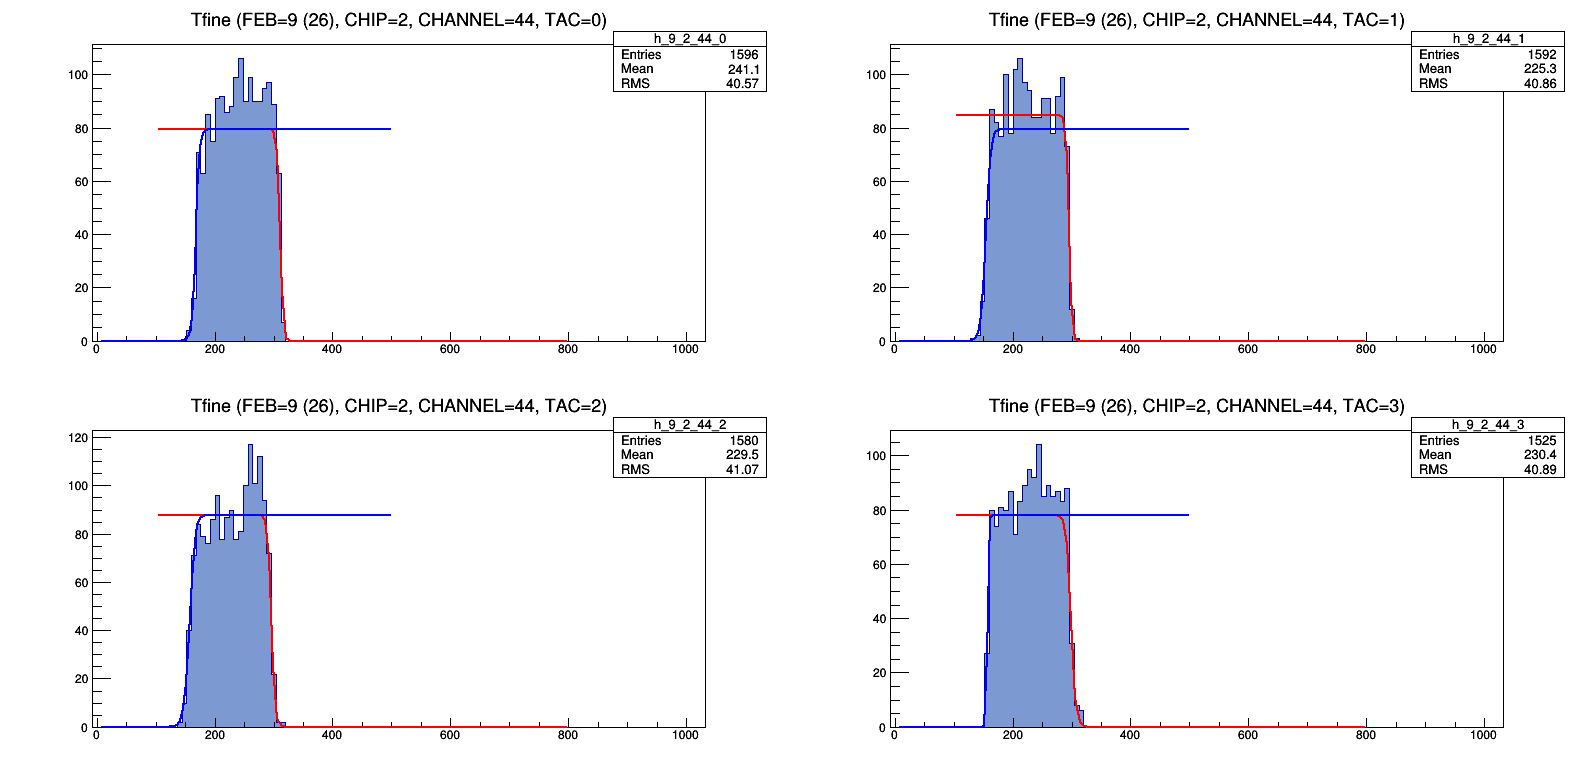 Tfine (FEB=9 (26), CHIP=2, CHANNEL=44, TAC=0)
h_9_2_44_0
Entries 1596
Mean 241.1
RMS 40.57
100
80
60
40
20
0
0 200 400 600 800 1000
Tfine (FEB=9 (26), CHIP=2, CHANNEL=44, TAC=1)
h_9_2_44_1
Entries 1592
Mean 225.3
RMS 40.86
100
80
60
40
20
0
0 200 400 600 800 1000
Tfine (FEB=9 (26), CHIP=2, CHANNEL=44, TAC=2)
h_9_2_44_2
Entries 1580
Mean 229.5
RMS 41.07
120
100
80
60
40
20
0
0 200 400 600 800 1000
Tfine (FEB=9 (26), CHIP=2, CHANNEL=44, TAC=3)
h_9_2_44_3
Entries 1525
Mean 230.4
RMS 40.89
100
80
60
40
20
0
0 200 400 600 800 1000